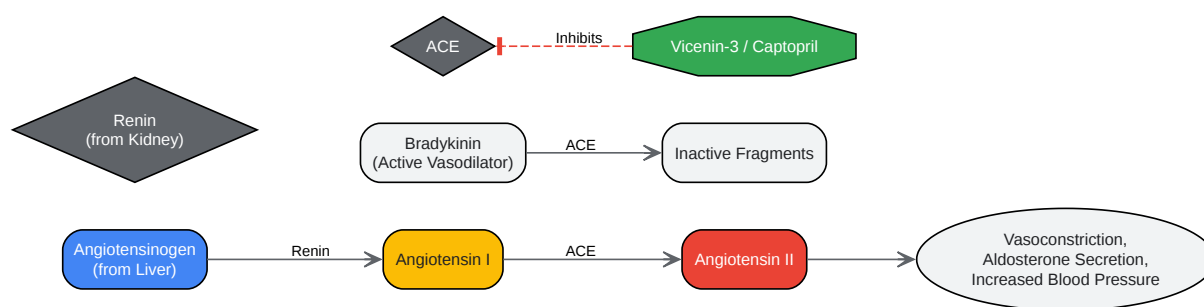 ACE
Inhibits
Vicenin-3 / Captopril
Renin
(from Kidney)
Bradykinin
(Active Vasodilator)
ACE
Inactive Fragments
Angiotensinogen
(from Liver)
Renin
Angiotensin I
ACE
Angiotensin II
Vasoconstriction,
Aldosterone Secretion,
Increased Blood Pressure